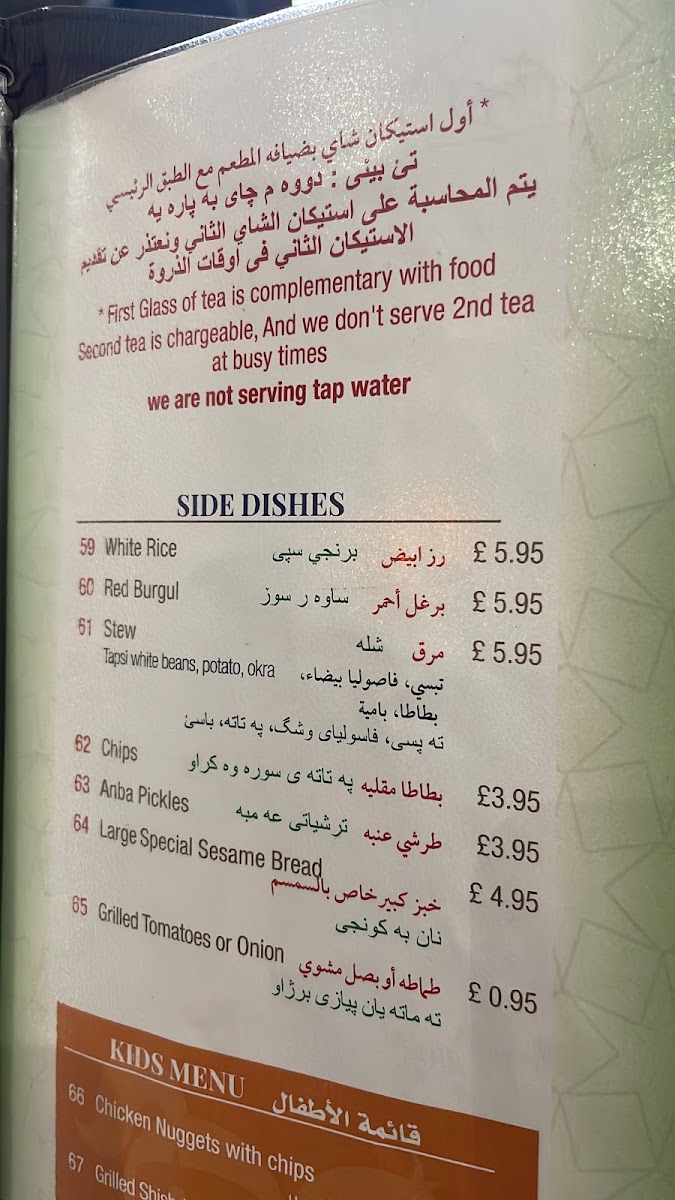 * أول استيكان شاي بضيافه المطعم مع الطبق الرئيسي
تێ بینی : دووه م چای به پاره یه
يتم المحاسبة على استيكان الشاي الثاني ونعتذر عن تقديم
الاستيكان الثاني في اوقات الذروة
* First Glass of tea is complementary with food
Second tea is chargeable, And we don't serve 2nd tea
at busy times
we are not serving tap water
SIDE DISHES
59 White Rice برنجي سپی رز ابيض £ 5.95
60 Red Burgul ساوه ر سوز برغل أحمر £ 5.95
61 Stew شله مرق £ 5.95
Tapsi white beans, potato, okra تبسي، فاصوليا بيضاء،
بطاطا، بامية
ته پسی، فاسولیای وشگ، په تاته، باسئ
62 Chips په تاته ی سوره وه کراو بطاطا مقليه £3.95
63 Anba Pickles ترشیاتی عه مبه طرشي عنبه £3.95
64 Large Special Sesame Bread خبز كبير خاص بالسمسم £ 4.95
نان به کونجی
65 Grilled Tomatoes or Onion طماطه أو بصل مشوي £ 0.95
ته ماته یان پیازی برژاو
KIDS MENU قائمة الأطفال
66 Chicken Nuggets with chips
67 Grilled